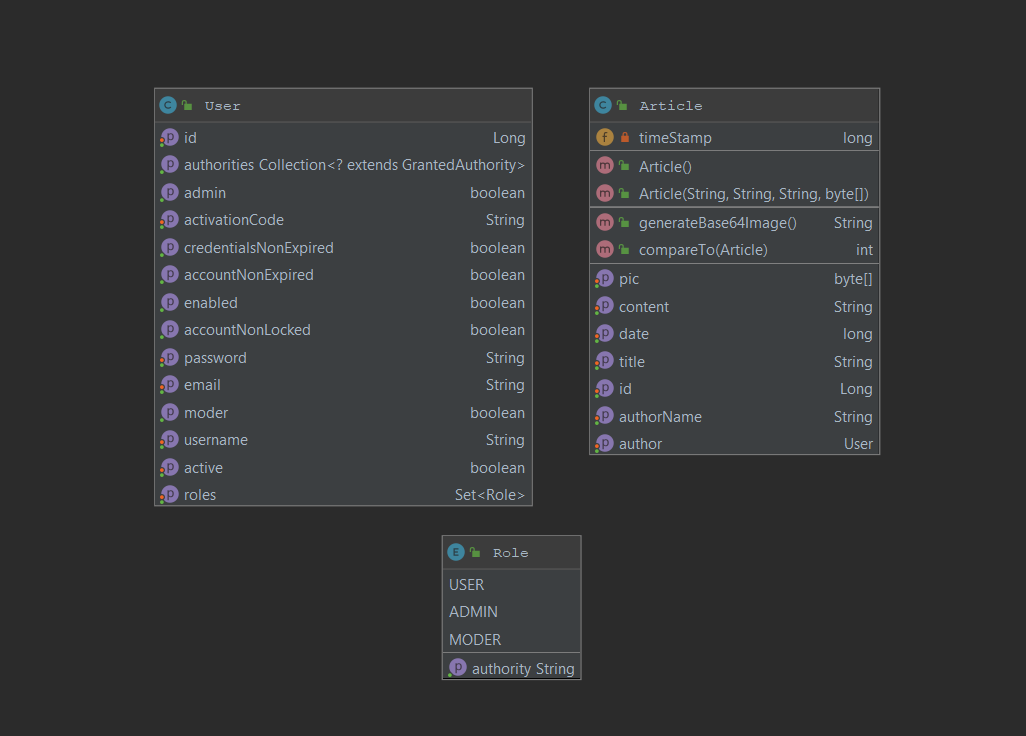 User
id Long
authorities Collection<? extends GrantedAuthority>
admin boolean
activationCode String
credentialsNonExpired boolean
accountNonExpired boolean
enabled boolean
accountNonLocked boolean
password String
email String
moder boolean
username String
active boolean
roles Set<Role>
Article
timeStamp long
Article()
Article(String, String, String, byte[])
generateBase64Image() String
compareTo(Article) int
pic byte[]
content String
date long
title String
id Long
authorName String
author User
Role
USER
ADMIN
MODER
authority String